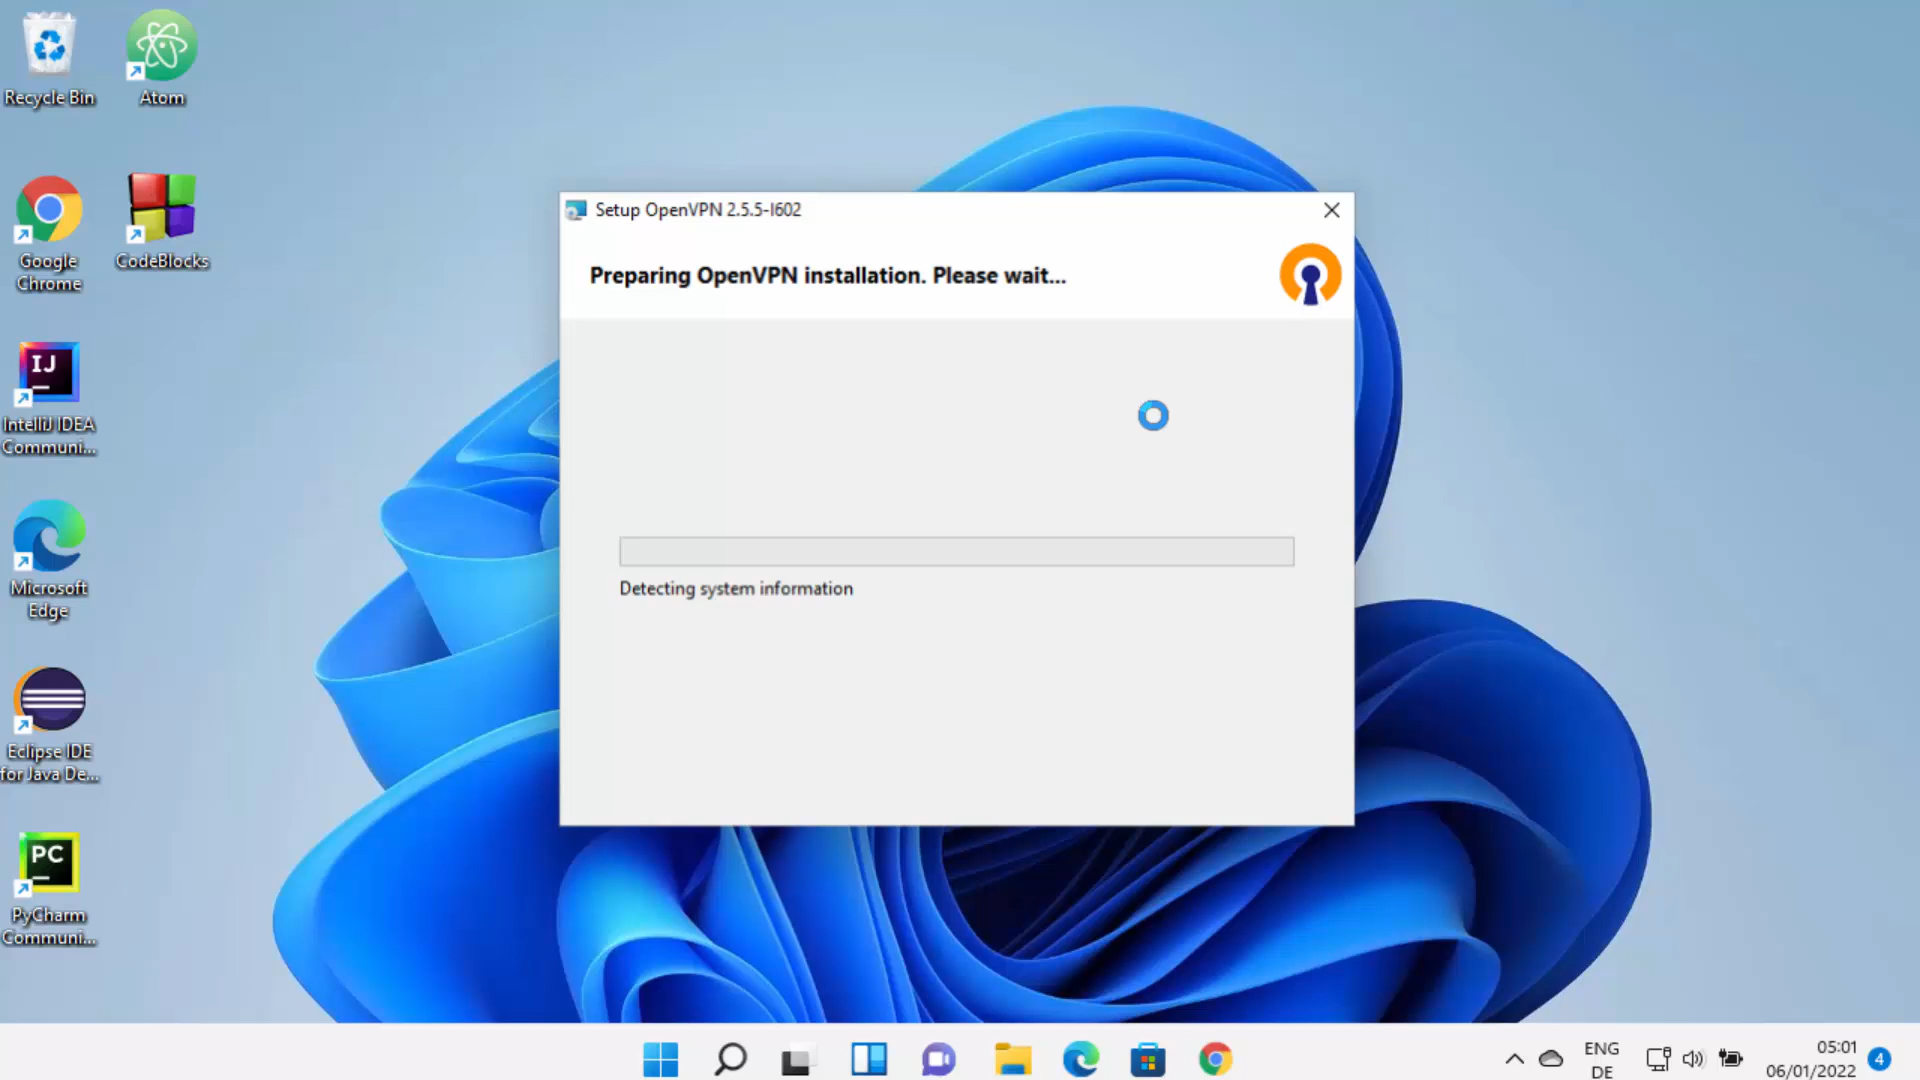 Recycle Bin
Atom
Google
Chrome
CodeBlocks
IJ
IntelliJ IDEA
Communi...
Microsoft
Edge
Eclipse IDE
for Java De...
PC
PyCharm
Communi...
Setup OpenVPN 2.5.5-I602
Preparing OpenVPN installation. Please wait...
Detecting system information
ENG
DE
05:01
06/01/2022
4